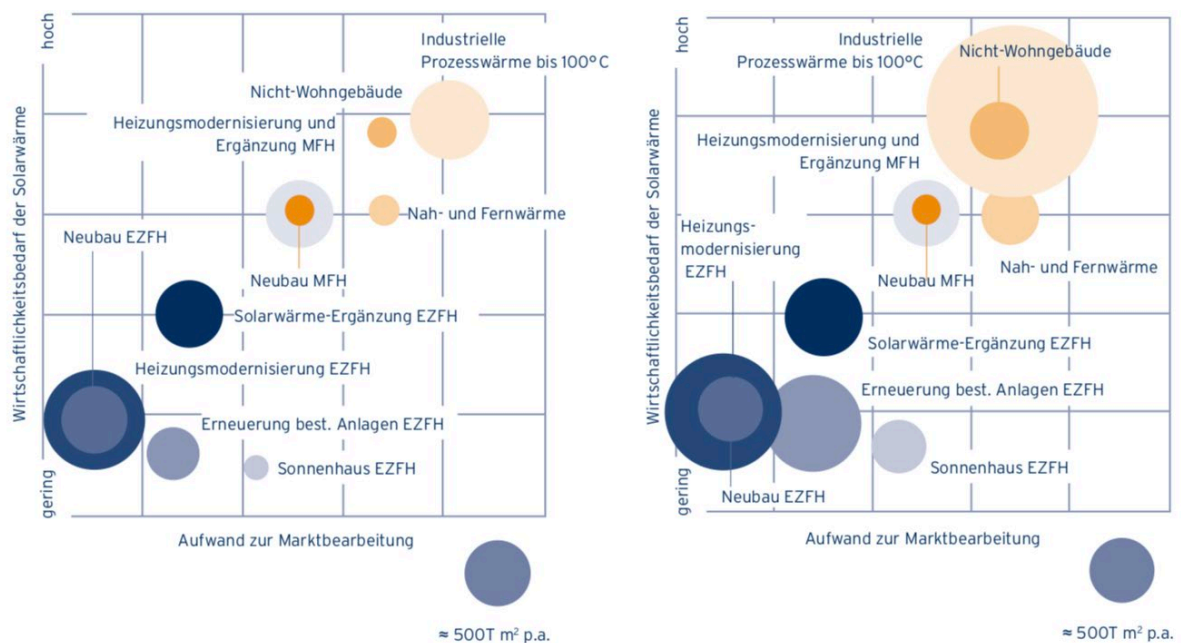 hoch
Wirtschaftlichkeitsbedarf der Solarwärme
gering
Industrielle
Prozesswärme bis 100°C
Nicht-Wohngebäude
Heizungsmodernisierung und
Ergänzung MFH
Nah- und Fernwärme
Neubau EZFH
Neubau MFH
Solarwärme-Ergänzung EZFH
Heizungsmodernisierung EZFH
Erneuerung best. Anlagen EZFH
Sonnenhaus EZFH
Aufwand zur Marktbearbeitung
≈ 500T m² p.a.
hoch
Wirtschaftlichkeitsbedarf der Solarwärme
gering
Industrielle
Prozesswärme bis 100°C
Nicht-Wohngebäude
Heizungsmodernisierung und
Ergänzung MFH
Heizungs-
modernisierung
EZFH
Nah- und Fernwärme
Neubau MFH
Solarwärme-Ergänzung EZFH
Erneuerung best. Anlagen EZFH
Sonnenhaus EZFH
Neubau EZFH
Aufwand zur Marktbearbeitung
≈ 500T m² p.a.